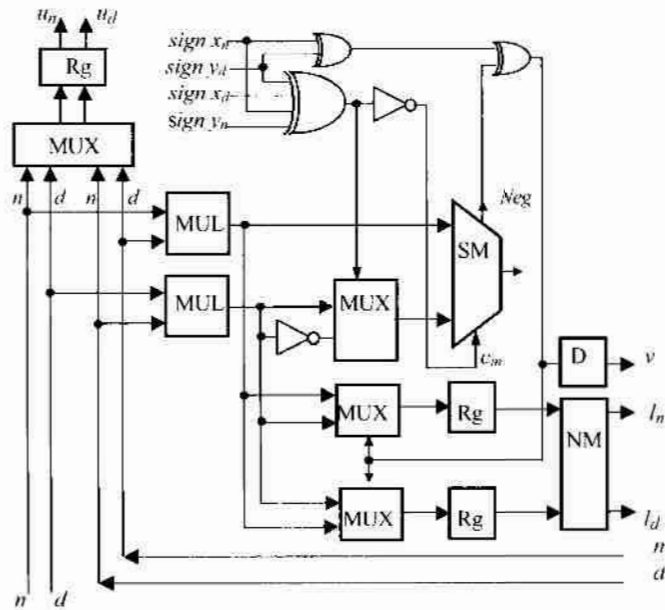 u_n u_d
Rg
MUX
sign x_n
sign y_d
sign x_d
sign y_n
n d n d
MUL
MUL
MUX
Neg
SM
c_in
D
v
MUX
Rg
l_n
NM
MUX
Rg
l_d
n
d
n d